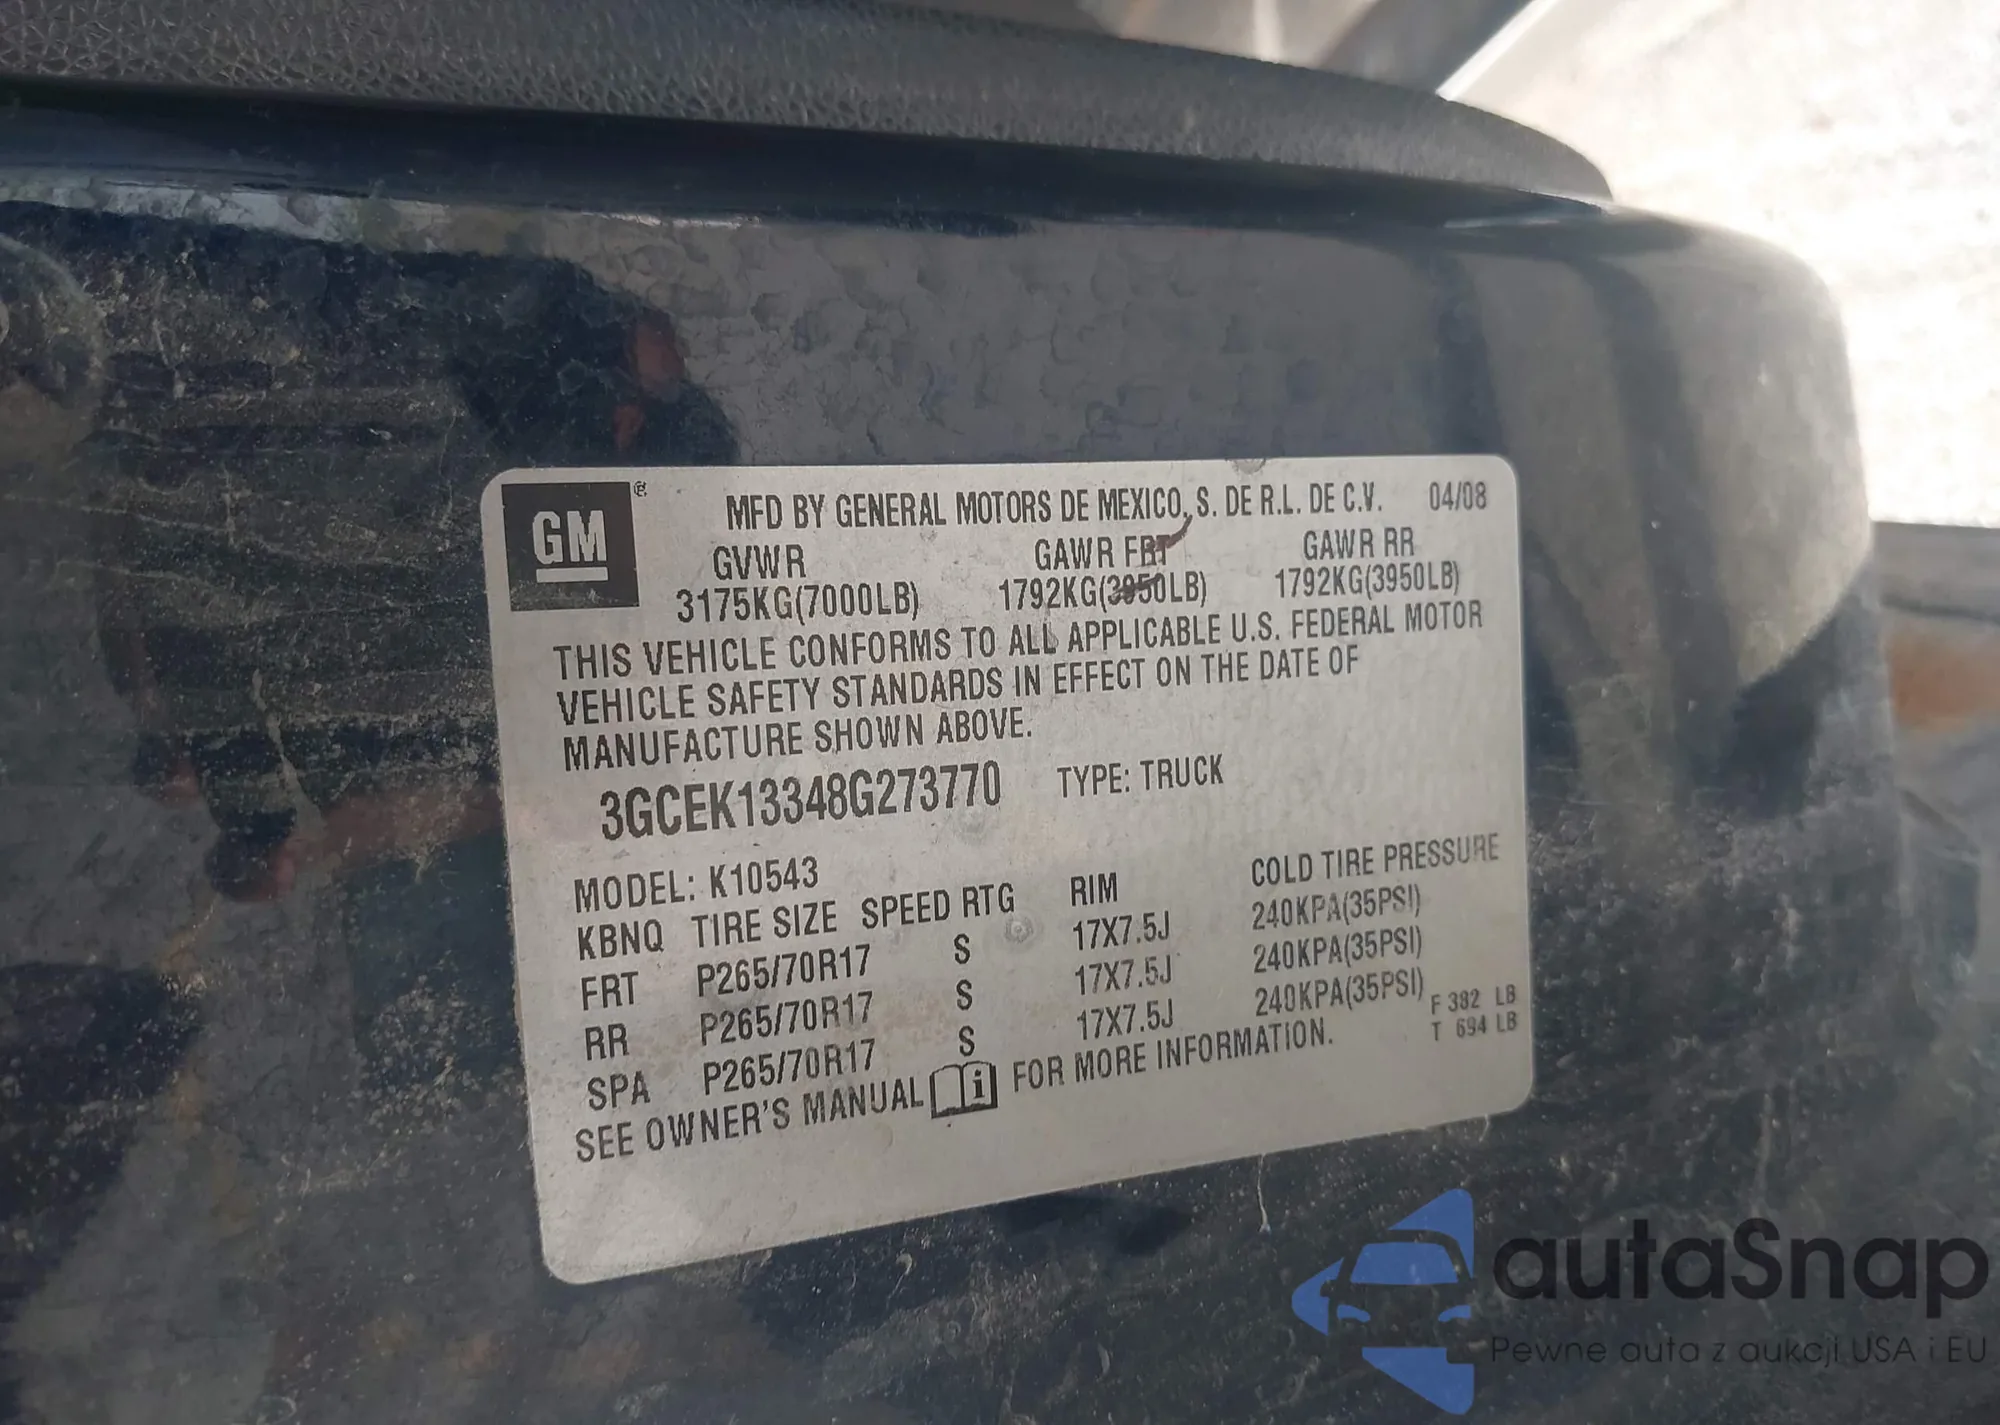 GM
MFD BY GENERAL MOTORS DE MEXICO, S. DE R.L. DE C.V. 04/08
GVWR GAWR FRT GAWR RR
3175KG(7000LB) 1792KG(3950LB) 1792KG(3950LB)
THIS VEHICLE CONFORMS TO ALL APPLICABLE U.S. FEDERAL MOTOR
VEHICLE SAFETY STANDARDS IN EFFECT ON THE DATE OF
MANUFACTURE SHOWN ABOVE.
3GCEK13348G273770 TYPE: TRUCK
MODEL: K10543
KBNQ TIRE SIZE SPEED RTG RIM COLD TIRE PRESSURE
FRT P265/70R17 S 17X7.5J 240KPA(35PSI)
RR P265/70R17 S 17X7.5J 240KPA(35PSI)
SPA P265/70R17 S 17X7.5J 240KPA(35PSI)
F 382 LB
T 694 LB
SEE OWNER'S MANUAL i FOR MORE INFORMATION.
autaSnap
Pewne auta z aukcji USA i EU